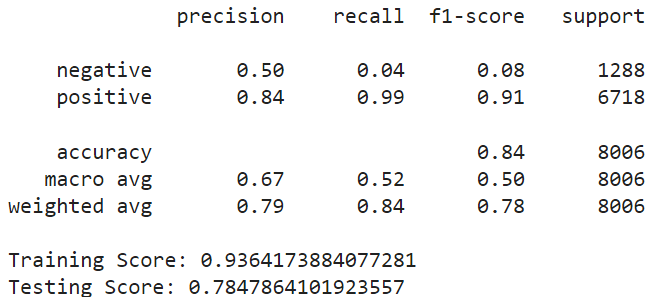 precision recall f1-score support
negative 0.50 0.04 0.08 1288
positive 0.84 0.99 0.91 6718
accuracy 0.84 8006
macro avg 0.67 0.52 0.50 8006
weighted avg 0.79 0.84 0.78 8006
Training Score: 0.9364173884077281
Testing Score: 0.7847864101923557